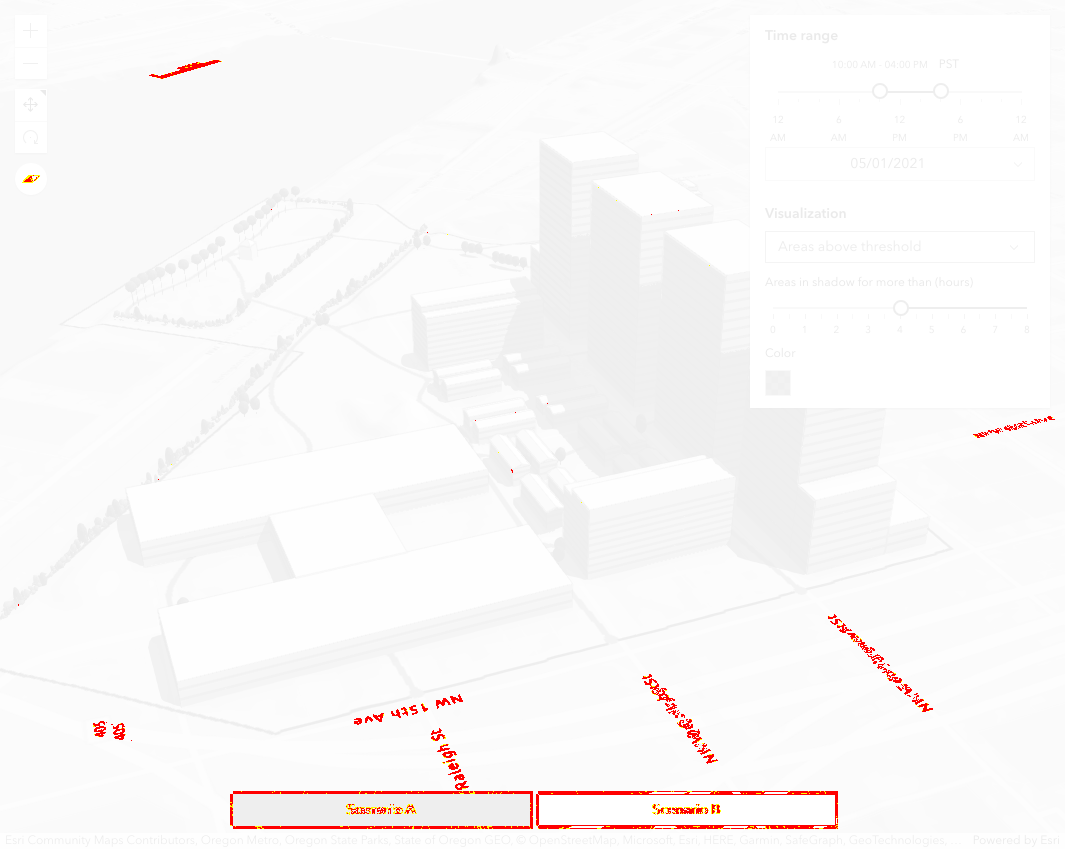 Time range
10:00 AM - 04:00 PM PST
12 6 12 6 12
AM AM PM PM AM
05/01/2021
Visualization
Areas above threshold
Areas in shadow for more than (hours)
0 1 2 3 4 5 6 7 8
Color
NW 15th Ave
Raleigh St
405
405
Scenario A
Scenario B
Esri Community Maps Contributors, Oregon Metro, Oregon State Parks, State of Oregon GEO, © OpenStreetMap, Microsoft, Esri, HERE, Garmin, SafeGraph, GeoTechnologies, ...
Powered by Esri